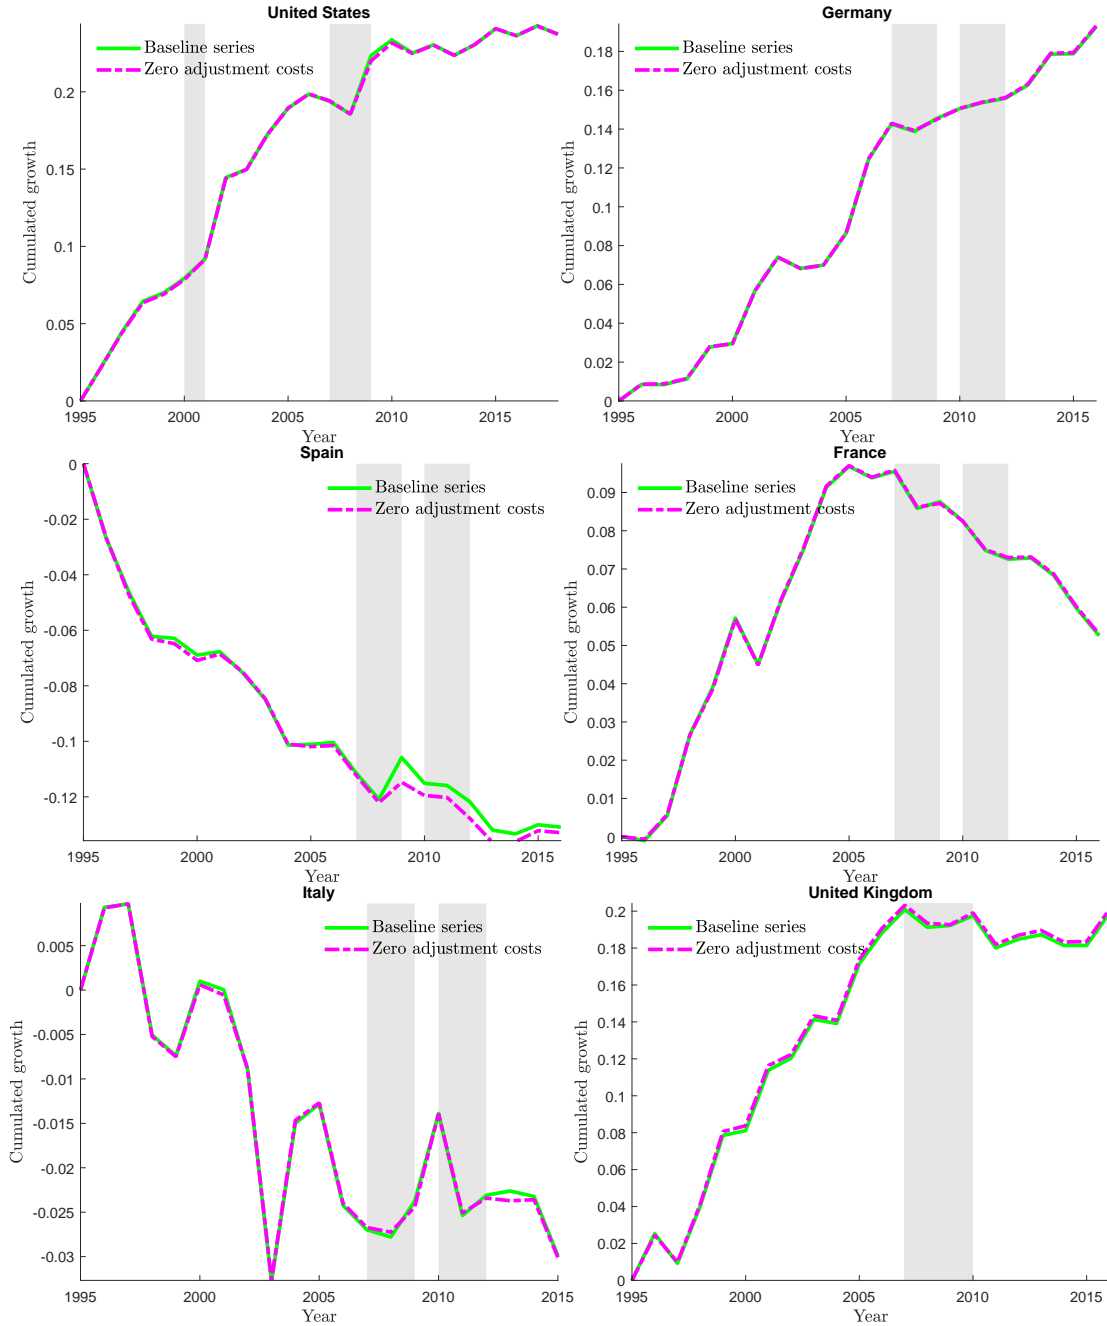 United States
Baseline series
Zero adjustment costs
0.2
0.15
0.1
0.05
0
Cumulated growth
1995 2000 2005 2010 2015
Year
Germany
Baseline series
Zero adjustment costs
0.18
0.16
0.14
0.12
0.1
0.08
0.06
0.04
0.02
0
Cumulated growth
1995 2000 2005 2010 2015
Year
Spain
Baseline series
Zero adjustment costs
0
-0.02
-0.04
-0.06
-0.08
-0.1
-0.12
Cumulated growth
1995 2000 2005 2010 2015
Year
France
Baseline series
Zero adjustment costs
0.09
0.08
0.07
0.06
0.05
0.04
0.03
0.02
0.01
0
Cumulated growth
1995 2000 2005 2010 2015
Year
Italy
Baseline series
Zero adjustment costs
0.005
0
-0.005
-0.01
-0.015
-0.02
-0.025
-0.03
Cumulated growth
1995 2000 2005 2010 2015
Year
United Kingdom
Baseline series
Zero adjustment costs
0.2
0.18
0.16
0.14
0.12
0.1
0.08
0.06
0.04
0.02
0
Cumulated growth
1995 2000 2005 2010 2015
Year